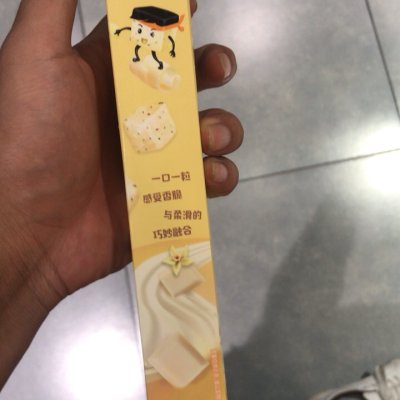 一口一粒
感受香脆
与柔滑的
巧妙融合